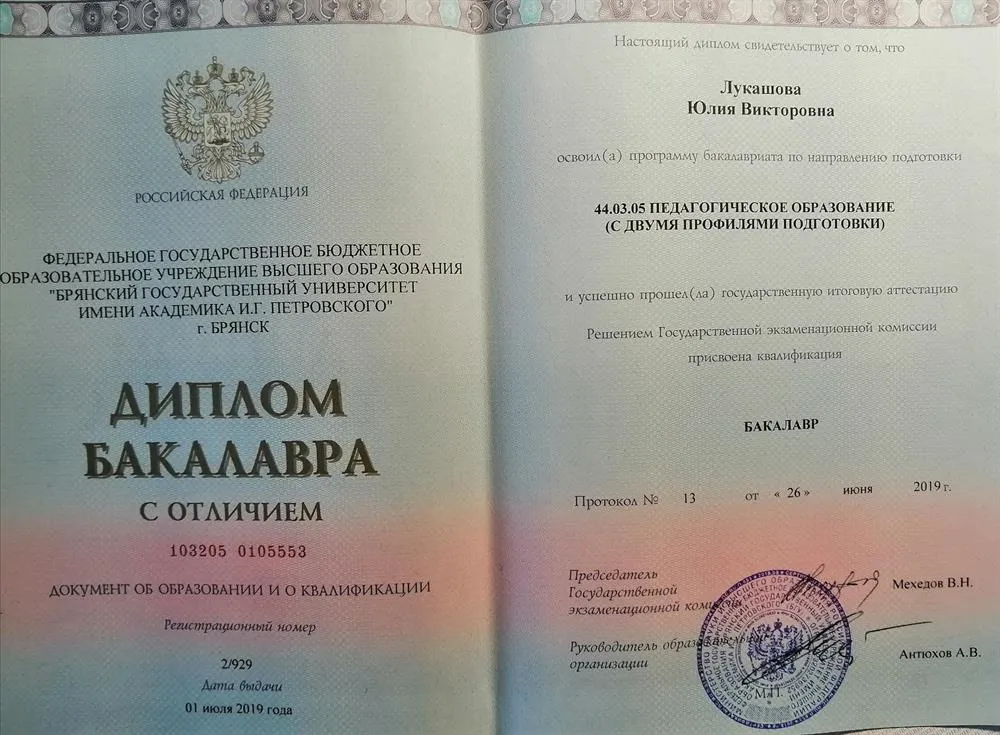 РОССИЙСКАЯ ФЕДЕРАЦИЯ
ФЕДЕРАЛЬНОЕ ГОСУДАРСТВЕННОЕ БЮДЖЕТНОЕ
ОБРАЗОВАТЕЛЬНОЕ УЧРЕЖДЕНИЕ ВЫСШЕГО ОБРАЗОВАНИЯ
"БРЯНСКИЙ ГОСУДАРСТВЕННЫЙ УНИВЕРСИТЕТ
ИМЕНИ АКАДЕМИКА И.Г. ПЕТРОВСКОГО"
г. БРЯНСК
ДИПЛОМ
БАКАЛАВРА
С ОТЛИЧИЕМ
103205 0105553
ДОКУМЕНТ ОБ ОБРАЗОВАНИИ И О КВАЛИФИКАЦИИ
Регистрационный номер
2/929
Дата выдачи
01 июля 2019 года
Настоящий диплом свидетельствует о том, что
Лукашова
Юлия Викторовна
освоил(а) программу бакалавриата по направлению подготовки
44.03.05 ПЕДАГОГИЧЕСКОЕ ОБРАЗОВАНИЕ
(С ДВУМЯ ПРОФИЛЯМИ ПОДГОТОВКИ)
и успешно прошел(ла) государственную итоговую аттестацию
Решением Государственной экзаменационной комиссии
присвоена квалификация
БАКАЛАВР
Протокол № 13 от « 26 » июня 2019 г.
Председатель
Государственной
экзаменационной комиссии
Мехедов В.Н.
Руководитель образовательной
организации
Антюхов А.В.
М.П.